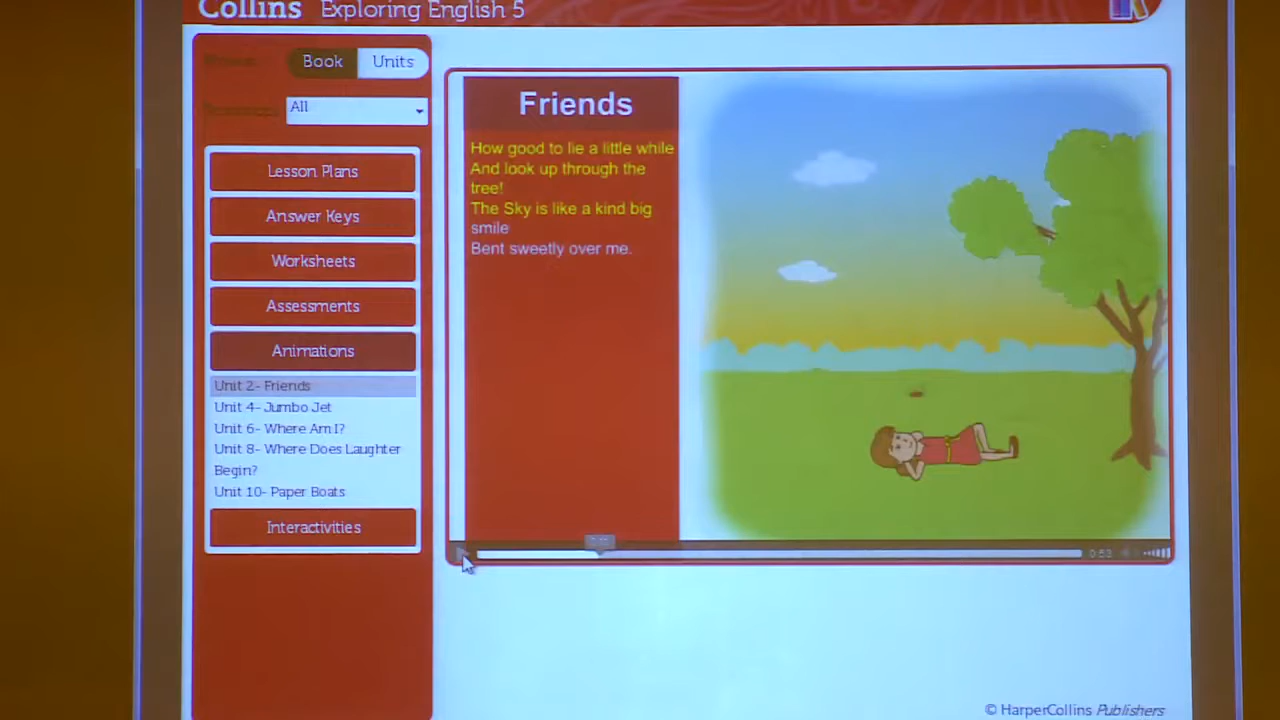 Collins Exploring English 5
Book Units
All
Lesson Plans
Answer Keys
Worksheets
Assessments
Animations
Unit 2- Friends
Unit 4- Jumbo Jet
Unit 6- Where Am I?
Unit 8- Where Does Laughter
Begin?
Unit 10- Paper Boats
Interactivities
Friends
How good to lie a little while
And look up through the
tree!
The Sky is like a kind big
smile
Bent sweetly over me.
0:53
© HarperCollins Publishers